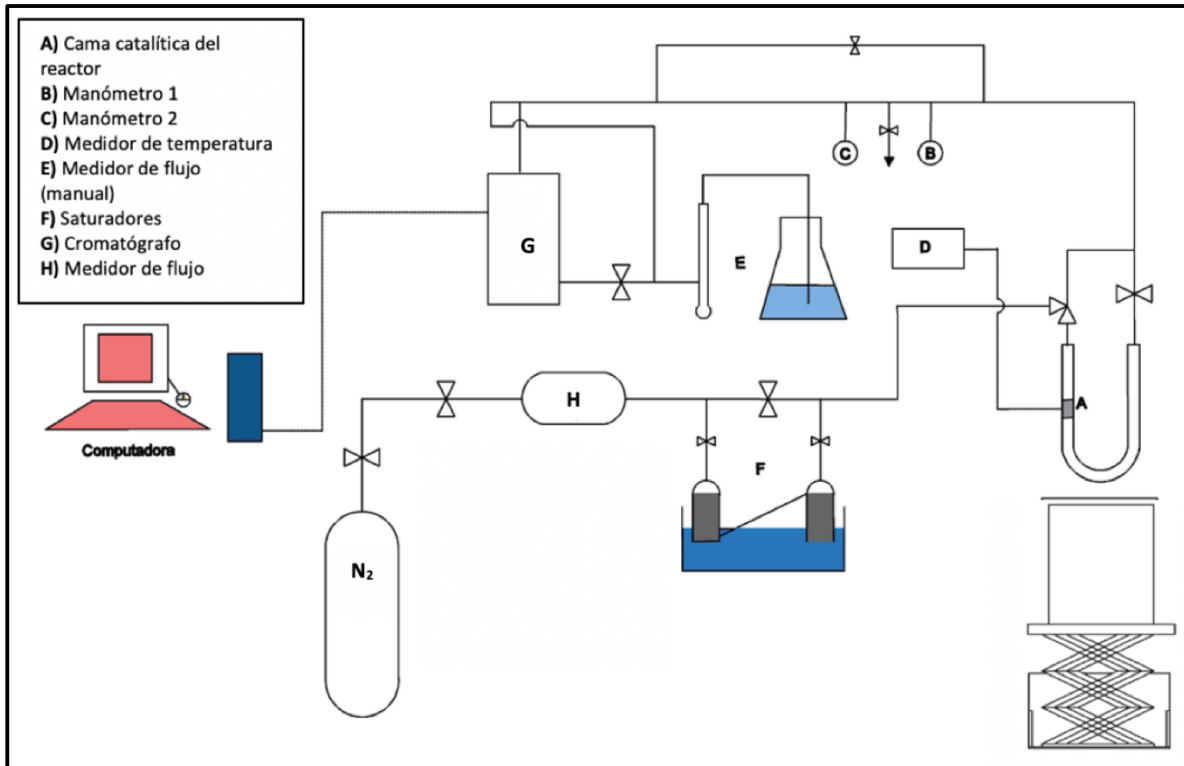 A) Cama catalítica del
reactor
B) Manómetro 1
C) Manómetro 2
D) Medidor de temperatura
E) Medidor de flujo
(manual)
F) Saturadores
G) Cromatógrafo
H) Medidor de flujo
C
B
G
E
D
A
H
Computadora
F
N₂